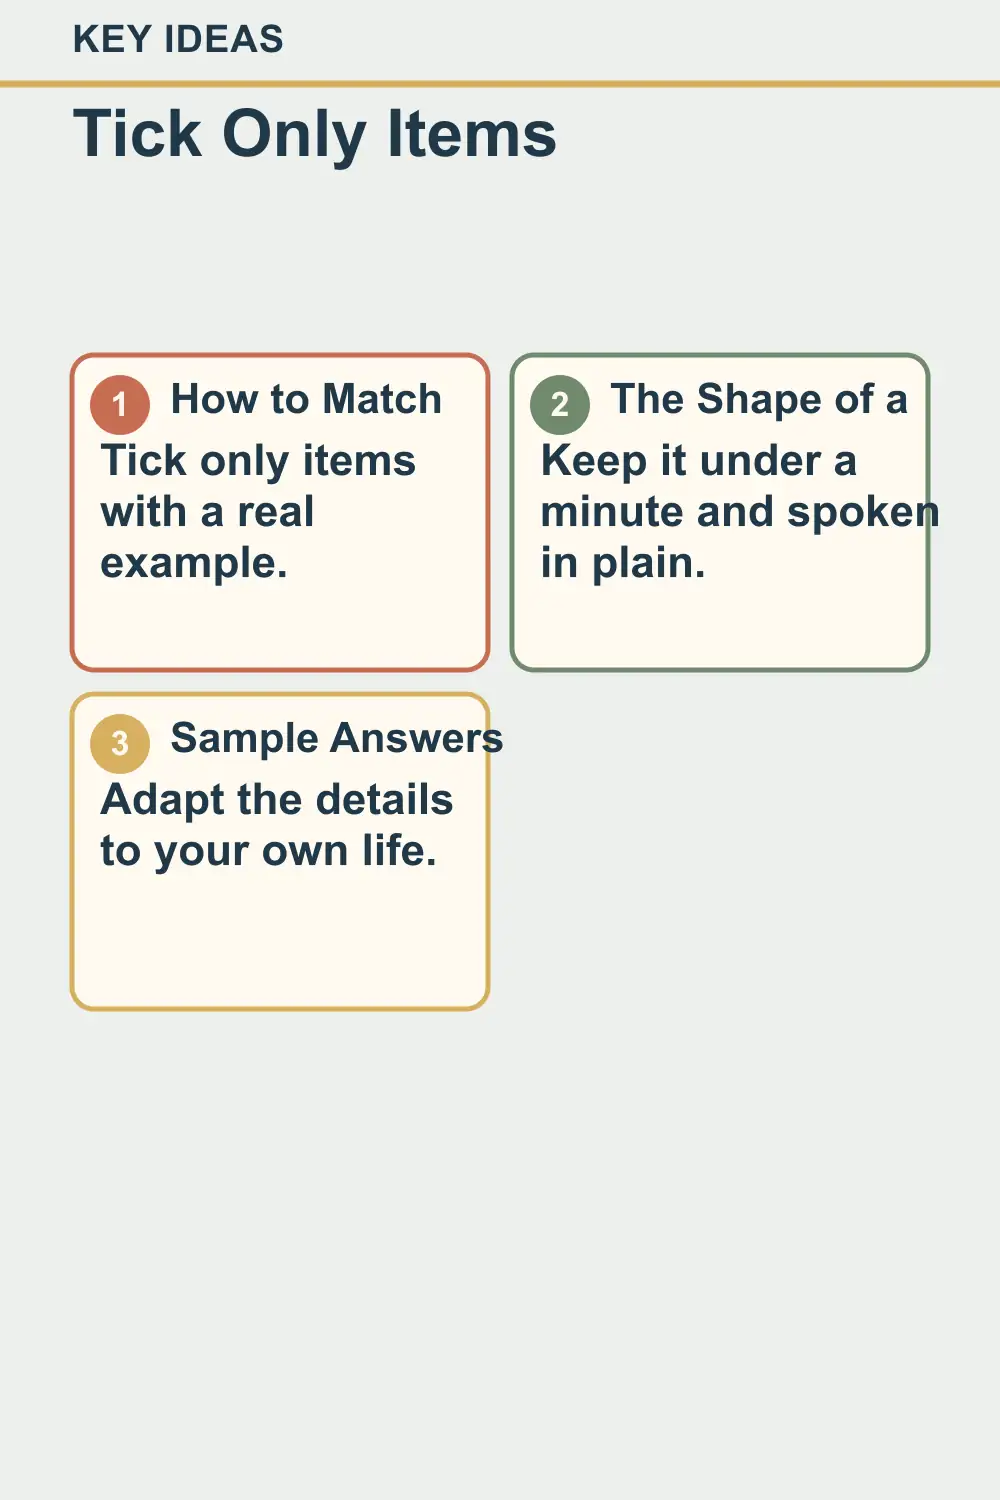 KEY IDEAS
Tick Only Items
1
How to Match
Tick only items
with a real
example.
2
The Shape of a
Keep it under a
minute and spoken
in plain.
3
Sample Answers
Adapt the details
to your own life.